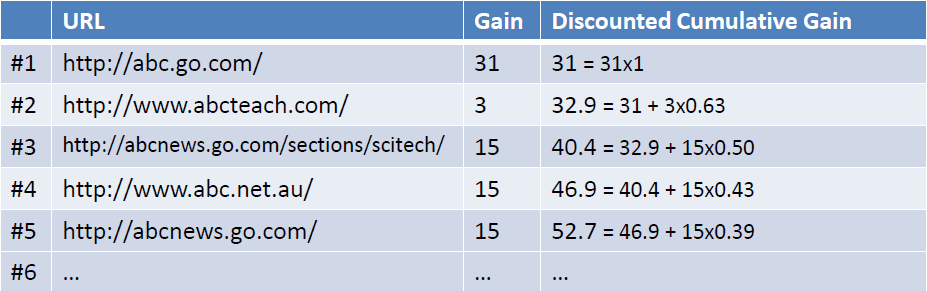 URL Gain Discounted Cumulative Gain
#1 http://abc.go.com/ 31 31 = 31x1
#2 http://www.abcteach.com/ 3 32.9 = 31 + 3x0.63
#3 http://abcnews.go.com/sections/scitech/ 15 40.4 = 32.9 + 15x0.50
#4 http://www.abc.net.au/ 15 46.9 = 40.4 + 15x0.43
#5 http://abcnews.go.com/ 15 52.7 = 46.9 + 15x0.39
#6 ... ... ...